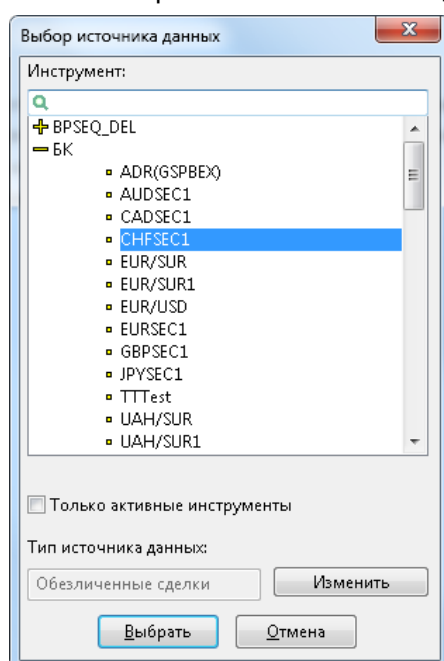 Выбор источника данных
Инструмент:
BPSEQ_DEL
БК
ADR(GSPBEX)
AUDSEC1
CADSEC1
CHFSEC1
EUR/SUR
EUR/SUR1
EUR/USD
EURSEC1
GBPSEC1
JPYSEC1
TTTest
UAH/SUR
UAH/SUR1
Только активные инструменты
Тип источника данных:
Обезличенные сделки Изменить
Выбрать Отмена